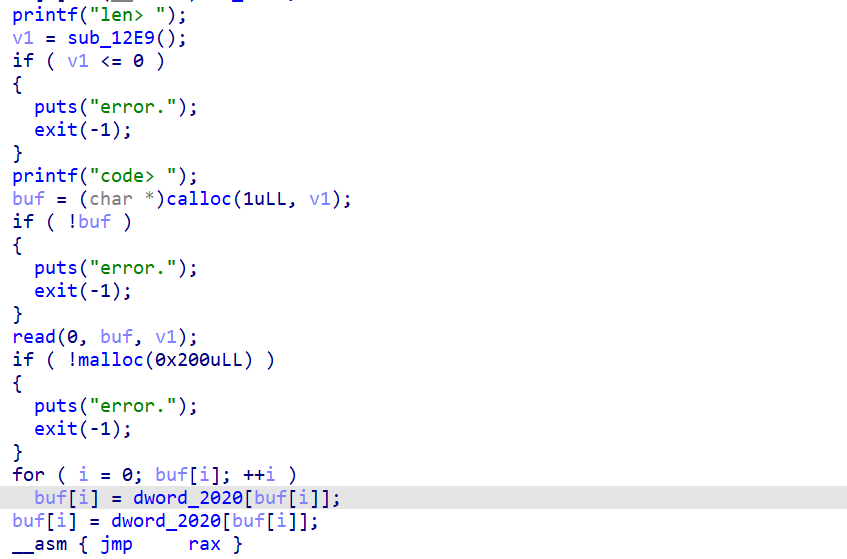 printf("len> ");
v1 = sub_12E9();
if ( v1 <= 0 )
{
  puts("error.");
  exit(-1);
}
printf("code> ");
buf = (char *)calloc(1uLL, v1);
if ( !buf )
{
  puts("error.");
  exit(-1);
}
read(0, buf, v1);
if ( !malloc(0x200uLL) )
{
  puts("error.");
  exit(-1);
}
for ( i = 0; buf[i]; ++i )
  buf[i] = dword_2020[buf[i]];
buf[i] = dword_2020[buf[i]];
__asm { jmp     rax }